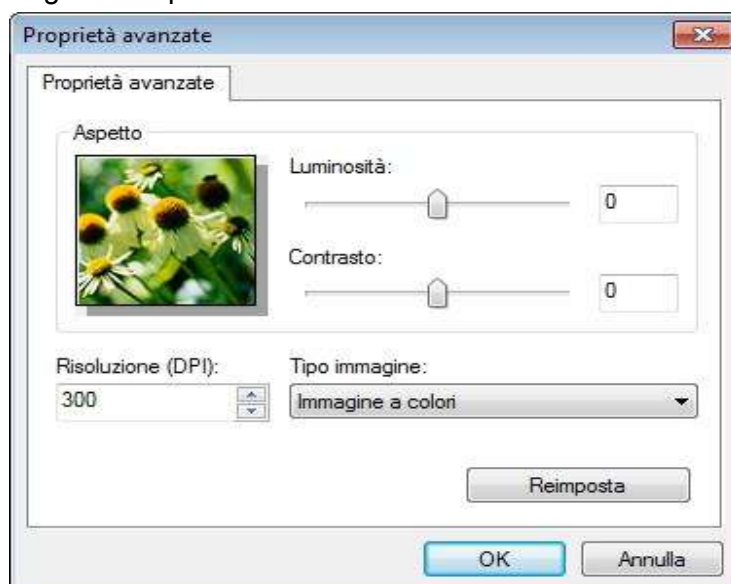 Proprietà avanzate
Proprietà avanzate
Aspetto
Luminosità:
0
Contrasto:
0
Risoluzione (DPI):
Tipo immagine:
300
Immagine a colori
Reimposta
OK
Annulla